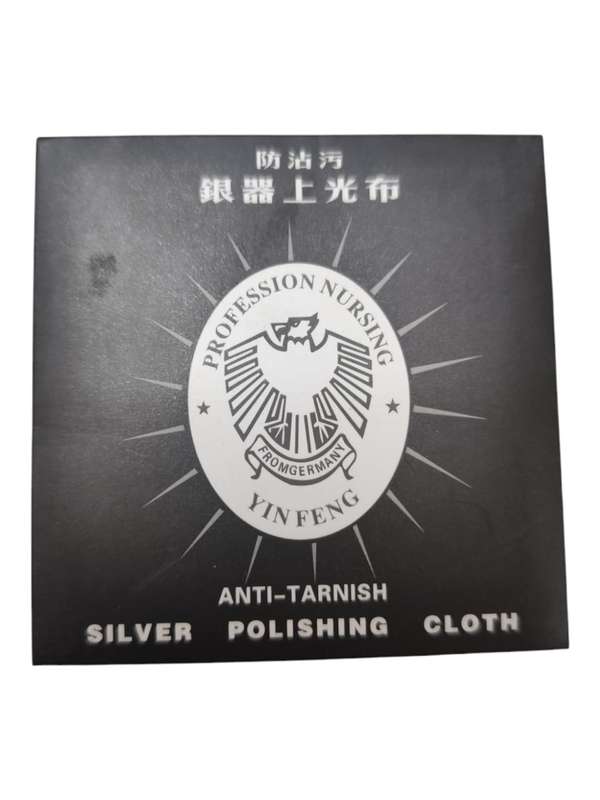 防沾污
銀器上光布
PROFESSION NURSING
FROMGERMANY
YIN FENG
ANTI-TARNISH
SILVER POLISHING CLOTH